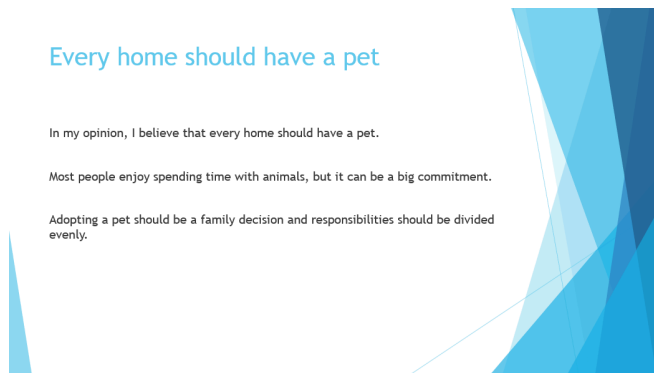 Every home should have a pet
In my opinion, I believe that every home should have a pet.
Most people enjoy spending time with animals, but it can be a big commitment.
Adopting a pet should be a family decision and responsibilities should be divided
evenly.